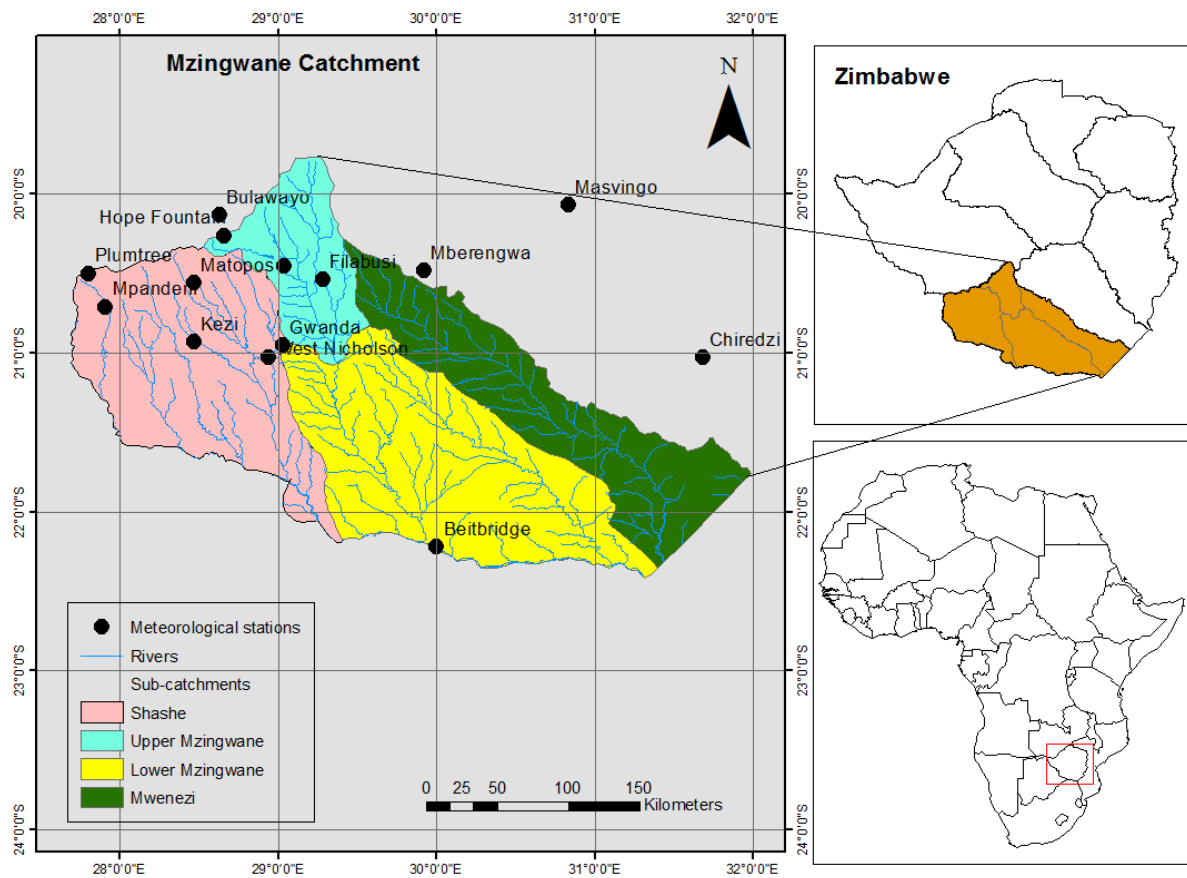 28°0'0"E 29°0'0"E 30°0'0"E 31°0'0"E 32°0'0"E
Mzingwane Catchment
N
Zimbabwe
20°0'0"S
20°0'0"S
Masvingo
Bulawayo
Hope Fountain
Plumtree
Matopos
Filabusi
Mberengwa
Mpandeni
Kezi
Gwanda
West Nicholson
Chiredzi
21°0'0"S
21°0'0"S
22°0'0"S
22°0'0"S
Beitbridge
Meteorological stations
Rivers
Sub-catchments
Shashe
Upper Mzingwane
Lower Mzingwane
Mwenezi
23°0'0"S
23°0'0"S
0 25 50 100 150
Kilometers
24°0'0"S
24°0'0"S
28°0'0"E 29°0'0"E 30°0'0"E 31°0'0"E 32°0'0"E